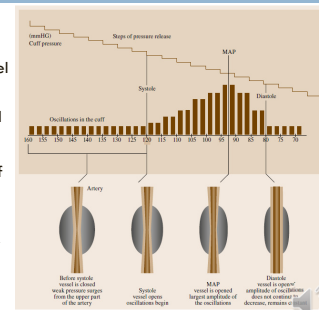 (mmHG)
Cuff pressure
Steps of pressure release
MAP
Systole
Diastole
Oscillations in the cuff
160 155 150 145 140 135 130 125 120 115 110 105 100 95 90 85 80 75 70
Artery
Before systole
vessel is closed
weak pressure surges
from the upper part
of the artery
Systole
vessel opens
oscillations begin
MAP
vessel is opened
largest amplitude of
the oscillations
Diastole
vessel is opened
amplitude of oscillations
does not continue to
decrease, remains